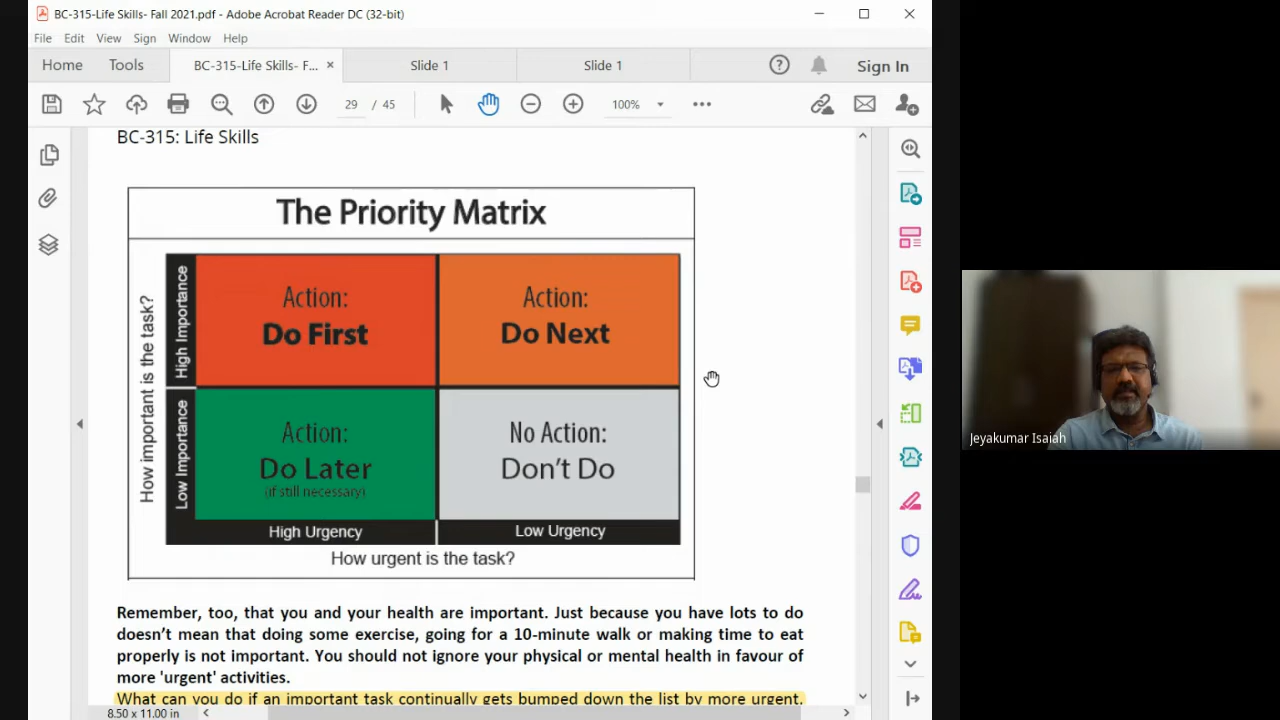 BC-315-Life Skills- Fall 2021.pdf - Adobe Acrobat Reader DC (32-bit)
File Edit View Sign Window Help
Home Tools BC-315-Life Skills- F... × Slide 1 Slide 1 Sign In
29 / 45 100%
BC-315: Life Skills
The Priority Matrix
How important is the task?
High Importance
Action:
Do First
Action:
Do Next
Low Importance
Action:
Do Later
(if still necessary)
No Action:
Don't Do
High Urgency Low Urgency
How urgent is the task?
Remember, too, that you and your health are important. Just because you have lots to do
doesn't mean that doing some exercise, going for a 10-minute walk or making time to eat
properly is not important. You should not ignore your physical or mental health in favour of
more 'urgent' activities.
What can you do if an important task continually gets bumped down the list by more urgent,
8.50 x 11.00 in
Jeyakumar Isaiah